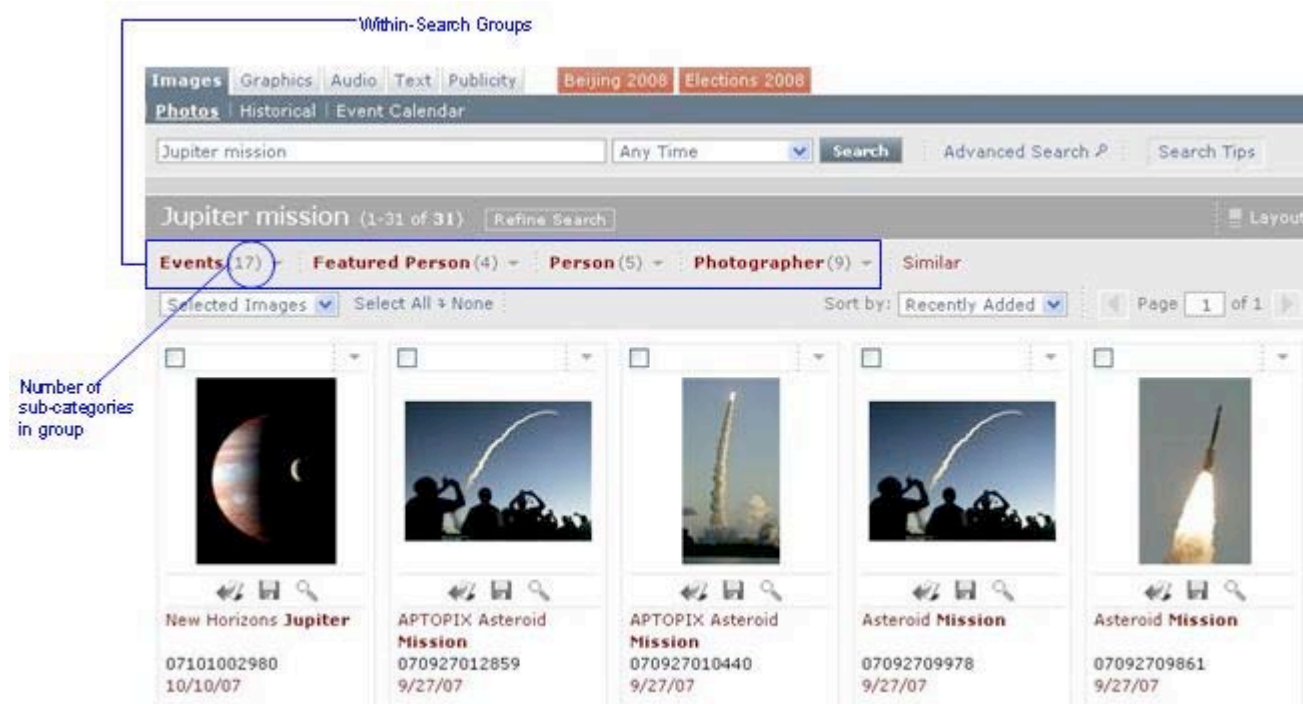 Within-Search Groups
Images Graphics Audio Text Publicity Beijing 2008 Elections 2008
Photos | Historical | Event Calendar
Jupiter mission Any Time Search Advanced Search Search Tips
Jupiter mission (1-31 of 31) Refine Search Layout
Events (17) Featured Person (4) Person (5) Photographer (9) Similar
Selected Images Select All None Sort by: Recently Added Page 1 of 1
Number of
sub-categories
in group
New Horizons Jupiter
07101002980
10/10/07
APTOPIX Asteroid
Mission
070927012859
9/27/07
APTOPIX Asteroid
Mission
070927010440
9/27/07
Asteroid Mission
07092709978
9/27/07
Asteroid Mission
07092709861
9/27/07